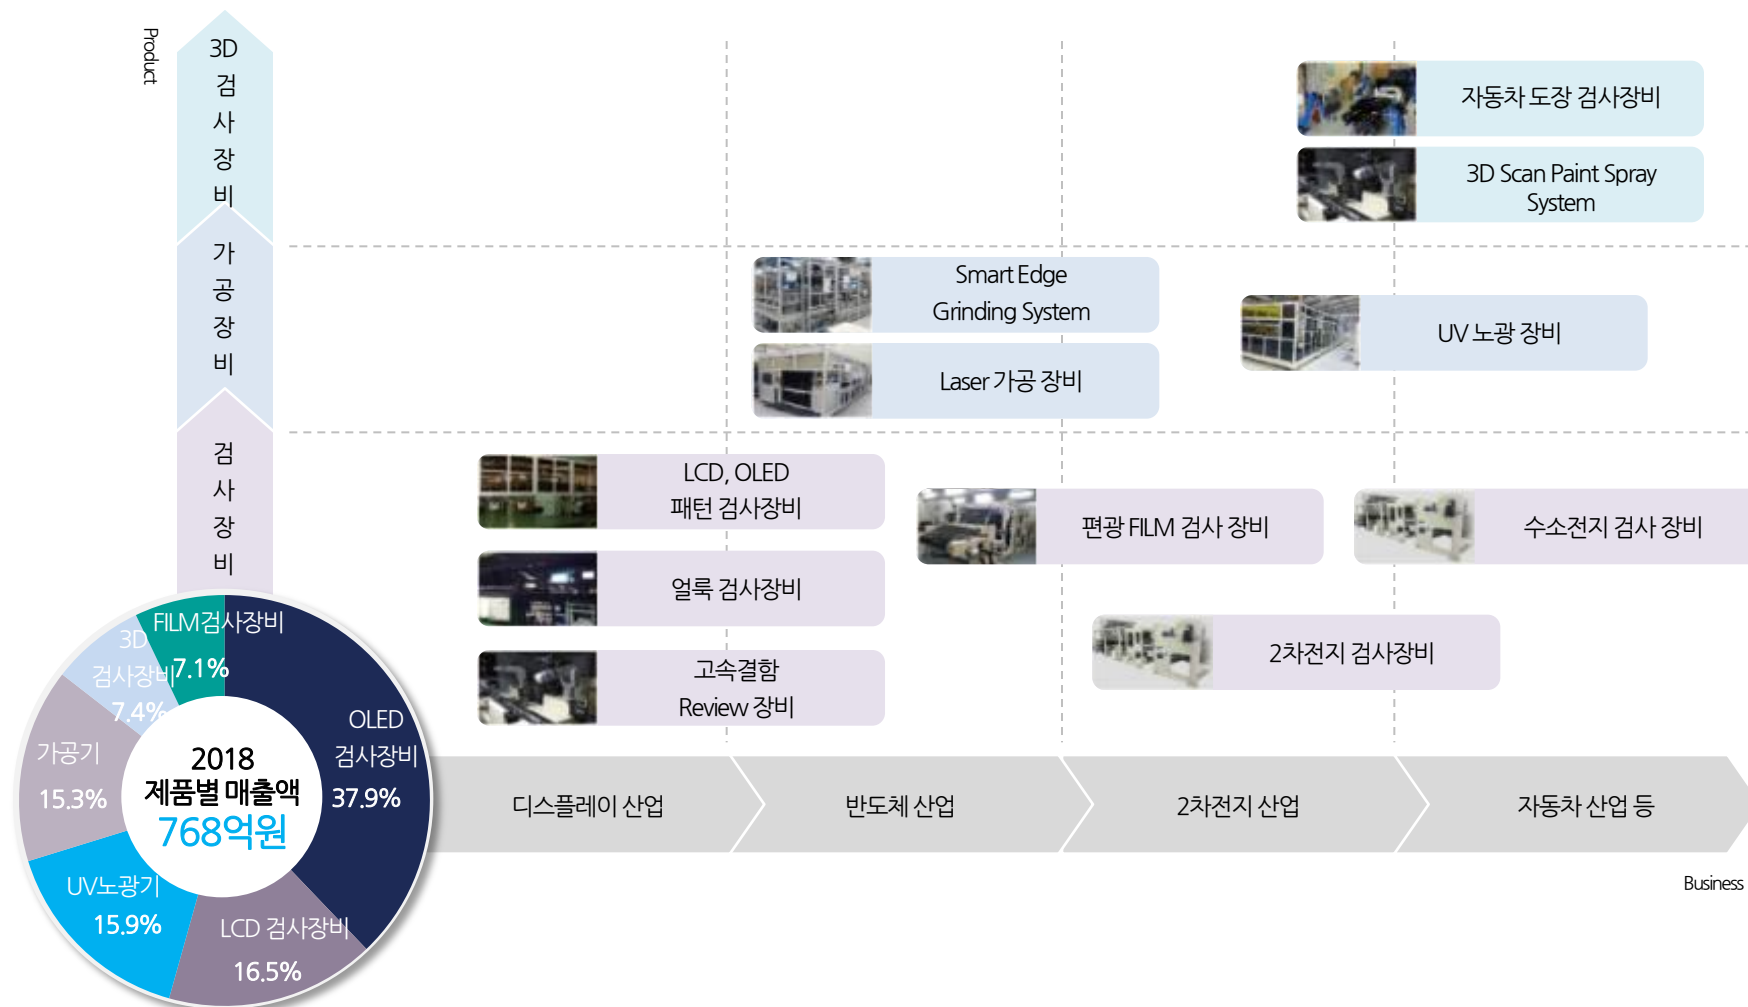 Product
3D
검
사
장
비
가
공
장
비
검
사
장
비
자동차 도장 검사장비
3D Scan Paint Spray
System
Smart Edge
Grinding System
Laser 가공 장비
UV 노광 장비
LCD, OLED
패턴 검사장비
얼룩 검사장비
고속결함
Review 장비
편광 FILM 검사 장비
수소전지 검사 장비
2차전지 검사장비
FILM검사장비
7.1%
3D
검사장비
7.4%
가공기
15.3%
UV노광기
15.9%
LCD 검사장비
16.5%
OLED
검사장비
37.9%
2018
제품별 매출액
768억원
디스플레이 산업
반도체 산업
2차전지 산업
자동차 산업 등
Business